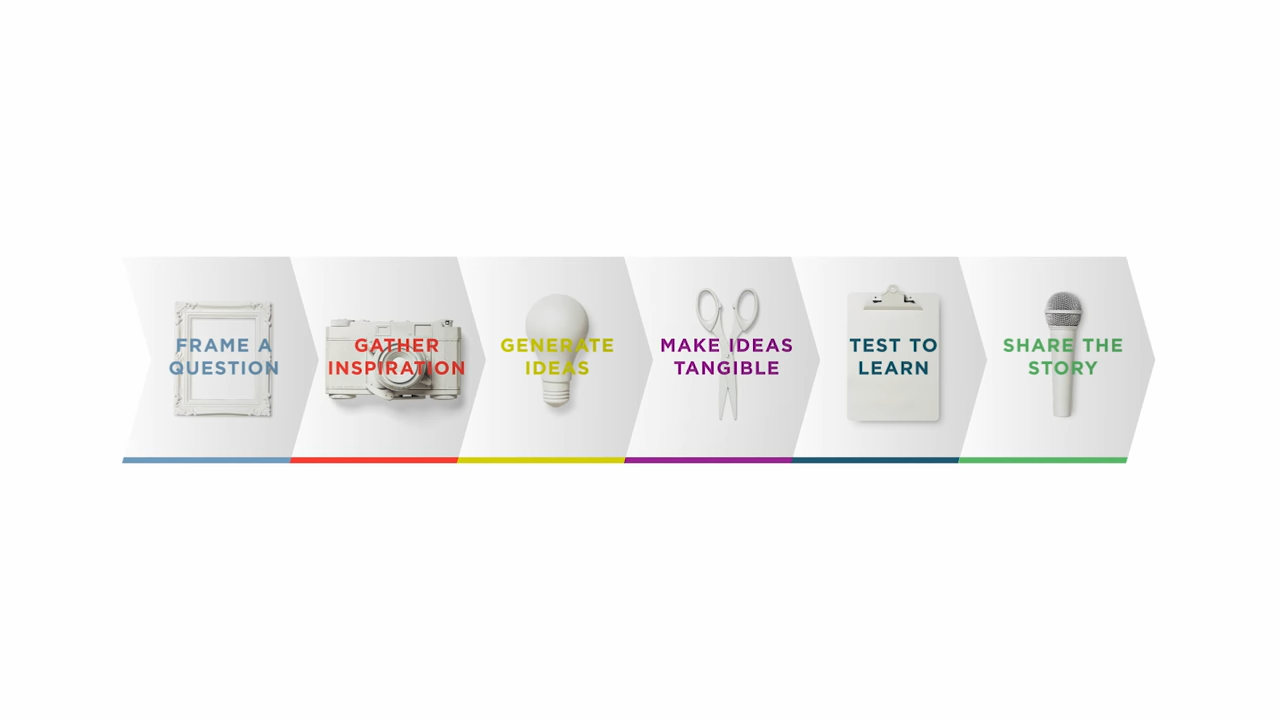 FRAME A
QUESTION
GATHER
INSPIRATION
GENERATE
IDEAS
MAKE IDEAS
TANGIBLE
TEST TO
LEARN
SHARE THE
STORY